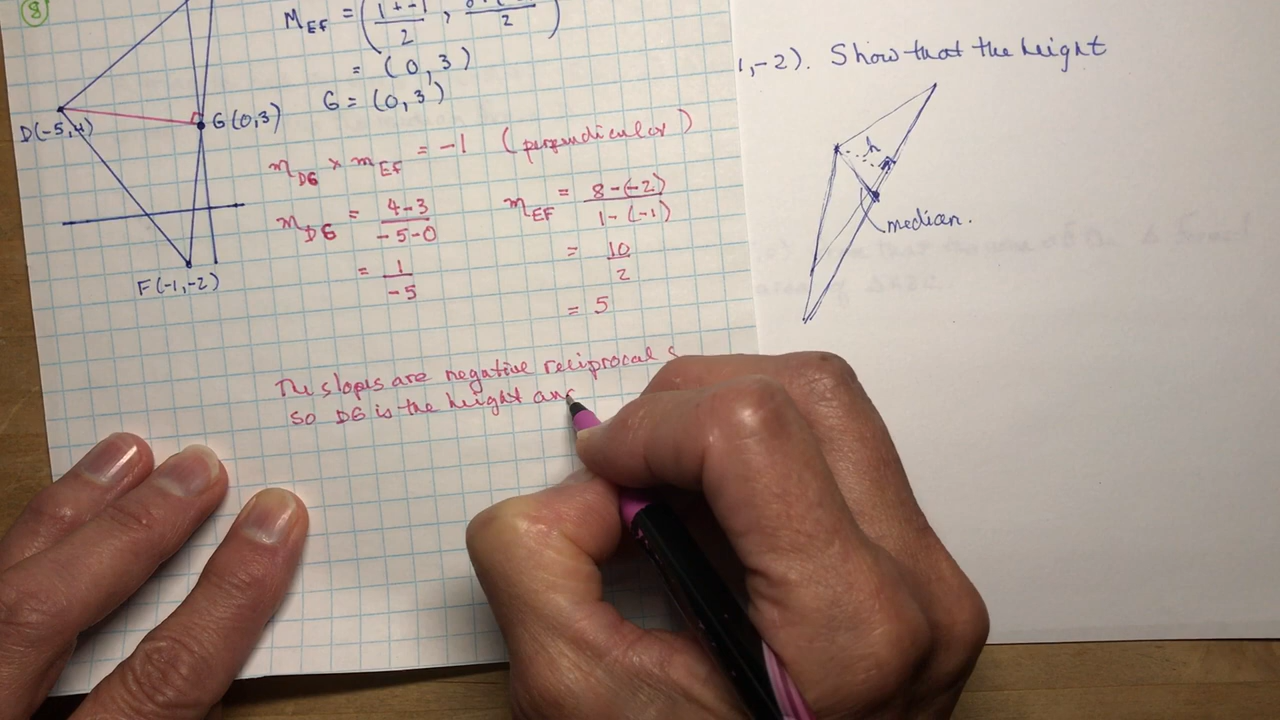 8
M_EF = (1+-1/2, /2)
= (0,3)
G = (0,3)
D(-5,4)
G(0,3)
F(-1,-2)
m_DG × m_EF = -1 (perpendicular)
m_DG = 4-3/-5-0
= 1/-5
m_EF = 8-(-2)/1-(-1)
= 10/2
= 5
The slopes are negative reciprocals
so DG is the height and
1,-2). Show that the height
h
median.